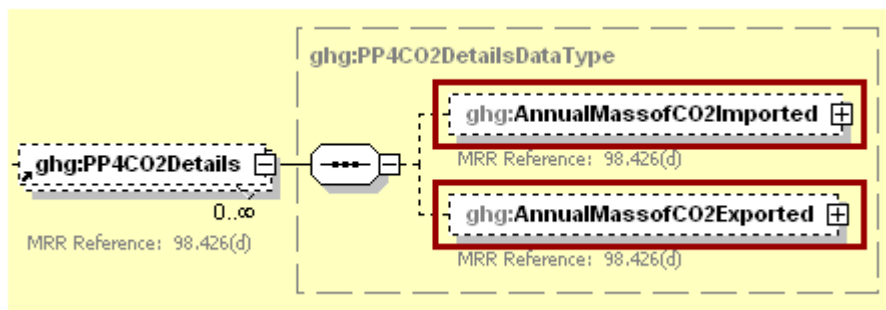 ghg:PP4CO2DetailsDataType
ghg:AnnualMassofCO2Imported
MRR Reference: 98.426(d)
ghg:PP4CO2Details
0..∞
MRR Reference: 98.426(d)
ghg:AnnualMassofCO2Exported
MRR Reference: 98.426(d)